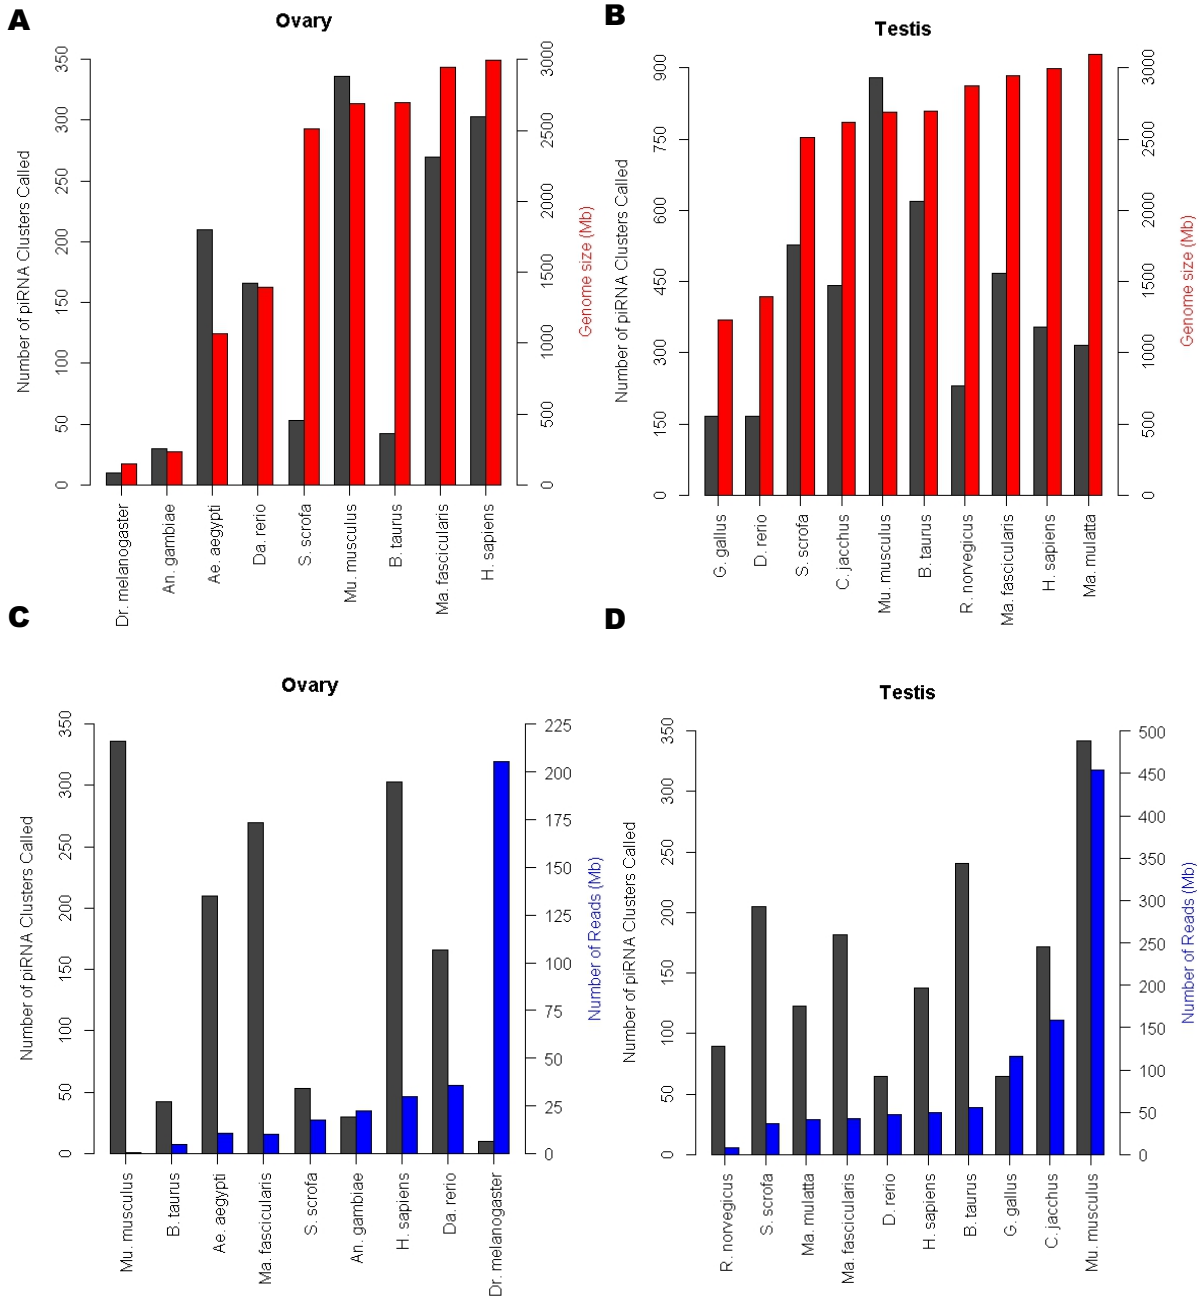 A
Ovary
Number of piRNA Clusters Called
0 50 100 150 200 250 300 350
0 500 1000 1500 2000 2500 3000
Genome size (Mb)
Dr. melanogaster
An. gambiae
Ae. aegypti
Da. rerio
S. scrofa
Mu. musculus
B. taurus
Ma. fascicularis
H. sapiens
B
Testis
Number of piRNA Clusters Called
0 150 300 450 600 750 900
0 500 1000 1500 2000 2500 3000
Genome size (Mb)
G. gallus
D. rerio
S. scrofa
C. jacchus
Mu. musculus
B. taurus
R. norvegicus
Ma. fascicularis
H. sapiens
Ma. mulatta
C
Ovary
Number of piRNA Clusters Called
0 50 100 150 200 250 300 350
0 25 50 75 100 125 150 175 200 225
Number of Reads (Mb)
Mu. musculus
B. taurus
Ae. aegypti
Ma. fascicularis
S. scrofa
An. gambiae
H. sapiens
Da. rerio
Dr. melanogaster
D
Testis
Number of piRNA Clusters Called
0 50 100 150 200 250 300 350
0 50 100 150 200 250 300 350 400 450 500
Number of Reads (Mb)
R. norvegicus
S. scrofa
Ma. mulatta
Ma. fascicularis
D. rerio
H. sapiens
B. taurus
G. gallus
C. jacchus
Mu. musculus